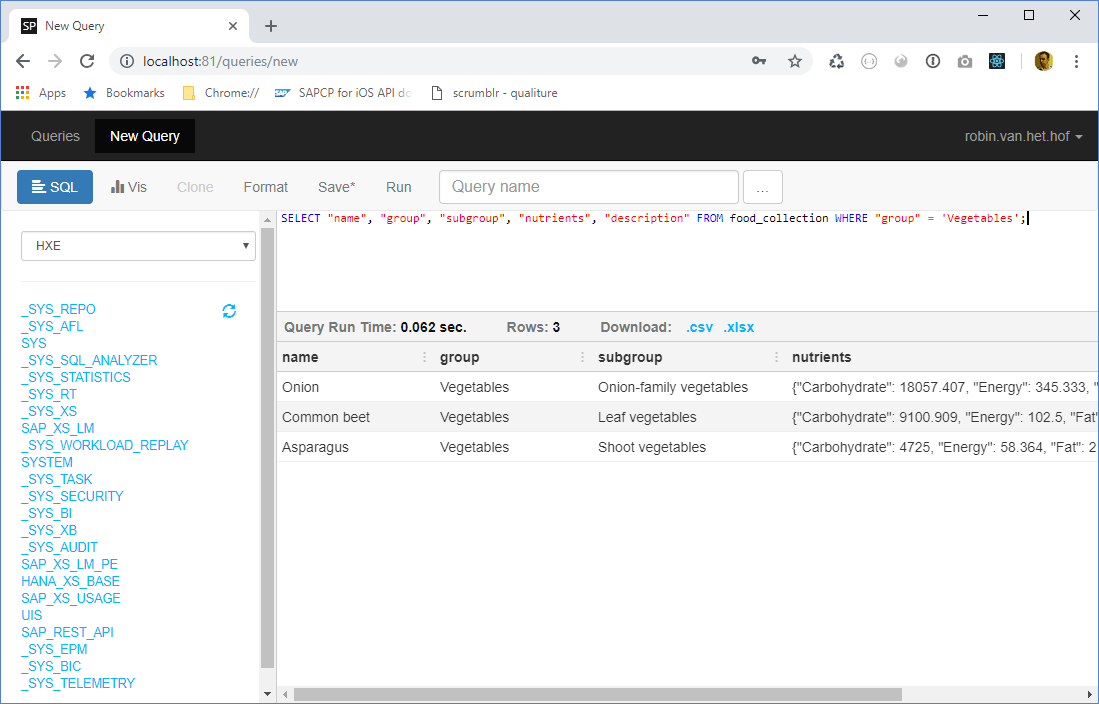 SP New Query
localhost:81/queries/new
Apps Bookmarks Chrome:// SAPCP for iOS API do scrumblr - qualiture
Queries New Query robin.van.het.hof
SQL Vis Clone Format Save* Run Query name ...
SELECT "name", "group", "subgroup", "nutrients", "description" FROM food_collection WHERE "group" = 'Vegetables';
HXE
_SYS_REPO
_SYS_AFL
SYS
_SYS_SQL_ANALYZER
_SYS_STATISTICS
_SYS_RT
_SYS_XS
SAP_XS_LM
_SYS_WORKLOAD_REPLAY
SYSTEM
_SYS_TASK
_SYS_SECURITY
_SYS_BI
_SYS_XB
_SYS_AUDIT
SAP_XS_LM_PE
HANA_XS_BASE
SAP_XS_USAGE
UIS
SAP_REST_API
_SYS_EPM
_SYS_BIC
_SYS_TELEMETRY
Query Run Time: 0.062 sec. Rows: 3 Download: .csv .xlsx
name group subgroup nutrients
Onion Vegetables Onion-family vegetables {"Carbohydrate": 18057.407, "Energy": 345.333, "
Common beet Vegetables Leaf vegetables {"Carbohydrate": 9100.909, "Energy": 102.5, "Fat"
Asparagus Vegetables Shoot vegetables {"Carbohydrate": 4725, "Energy": 58.364, "Fat": 2